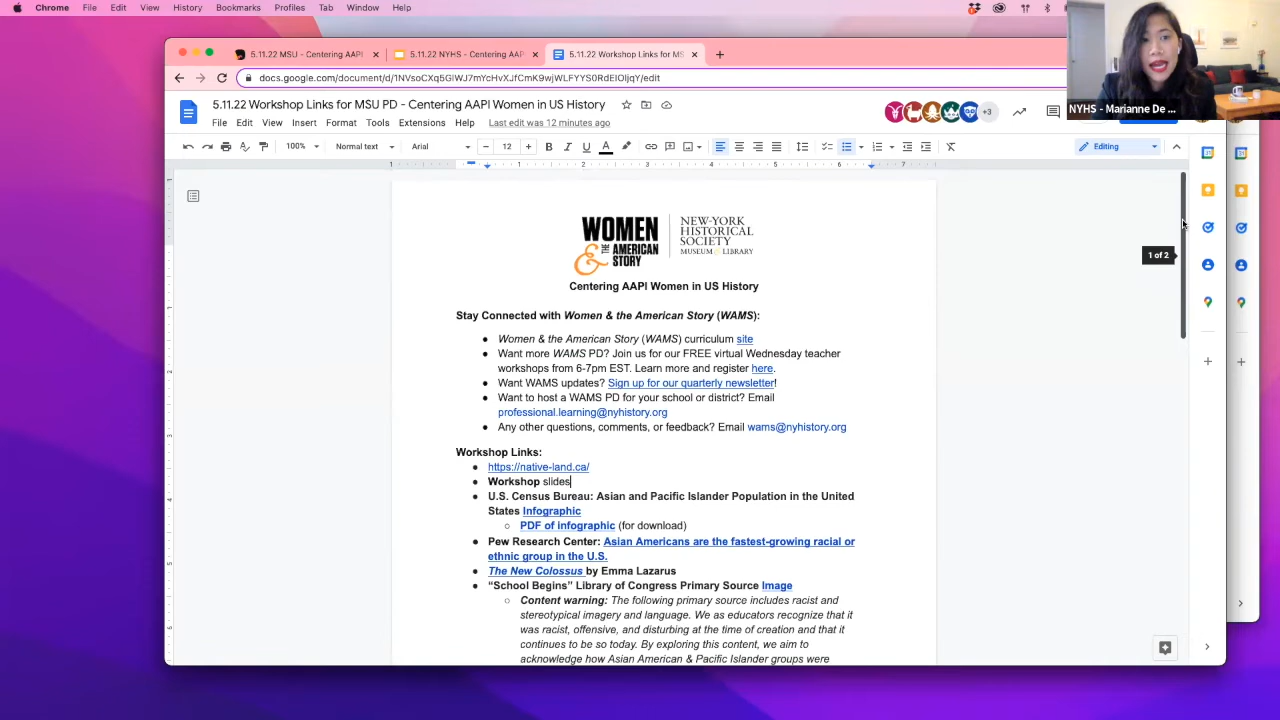 Chrome File Edit View History Bookmarks Profiles Tab Window Help
5.11.22 MSU - Centering AAPI
5.11.22 NYHS - Centering AAP
5.11.22 Workshop Links for MS
docs.google.com/document/d/1NVsoCXq5GlWJ7mYcHvXJfCmK9wjWLFYYS0RdEIOljqY/edit
NYHS - Marianne De ...
5.11.22 Workshop Links for MSU PD - Centering AAPI Women in US History
+3
File Edit View Insert Format Tools Extensions Help Last edit was 12 minutes ago
100% Normal text Arial 12 Editing
1 1 2 3 4 5 6 7
WOMEN & THE AMERICAN STORY
NEW-YORK
HISTORICAL
SOCIETY
MUSEUM & LIBRARY
1 of 2
Centering AAPI Women in US History
Stay Connected with Women & the American Story (WAMS):
● Women & the American Story (WAMS) curriculum site
● Want more WAMS PD? Join us for our FREE virtual Wednesday teacher
workshops from 6-7pm EST. Learn more and register here.
● Want WAMS updates? Sign up for our quarterly newsletter!
● Want to host a WAMS PD for your school or district? Email
professional.learning@nyhistory.org
● Any other questions, comments, or feedback? Email wams@nyhistory.org
Workshop Links:
● https://native-land.ca/
● Workshop slides
● U.S. Census Bureau: Asian and Pacific Islander Population in the United
States Infographic
○ PDF of infographic (for download)
● Pew Research Center: Asian Americans are the fastest-growing racial or
ethnic group in the U.S.
● The New Colossus by Emma Lazarus
● “School Begins” Library of Congress Primary Source Image
○ Content warning: The following primary source includes racist and
stereotypical imagery and language. We as educators recognize that it
was racist, offensive, and disturbing at the time of creation and that it
continues to be so today. By exploring this content, we aim to
acknowledge how Asian American & Pacific Islander groups were